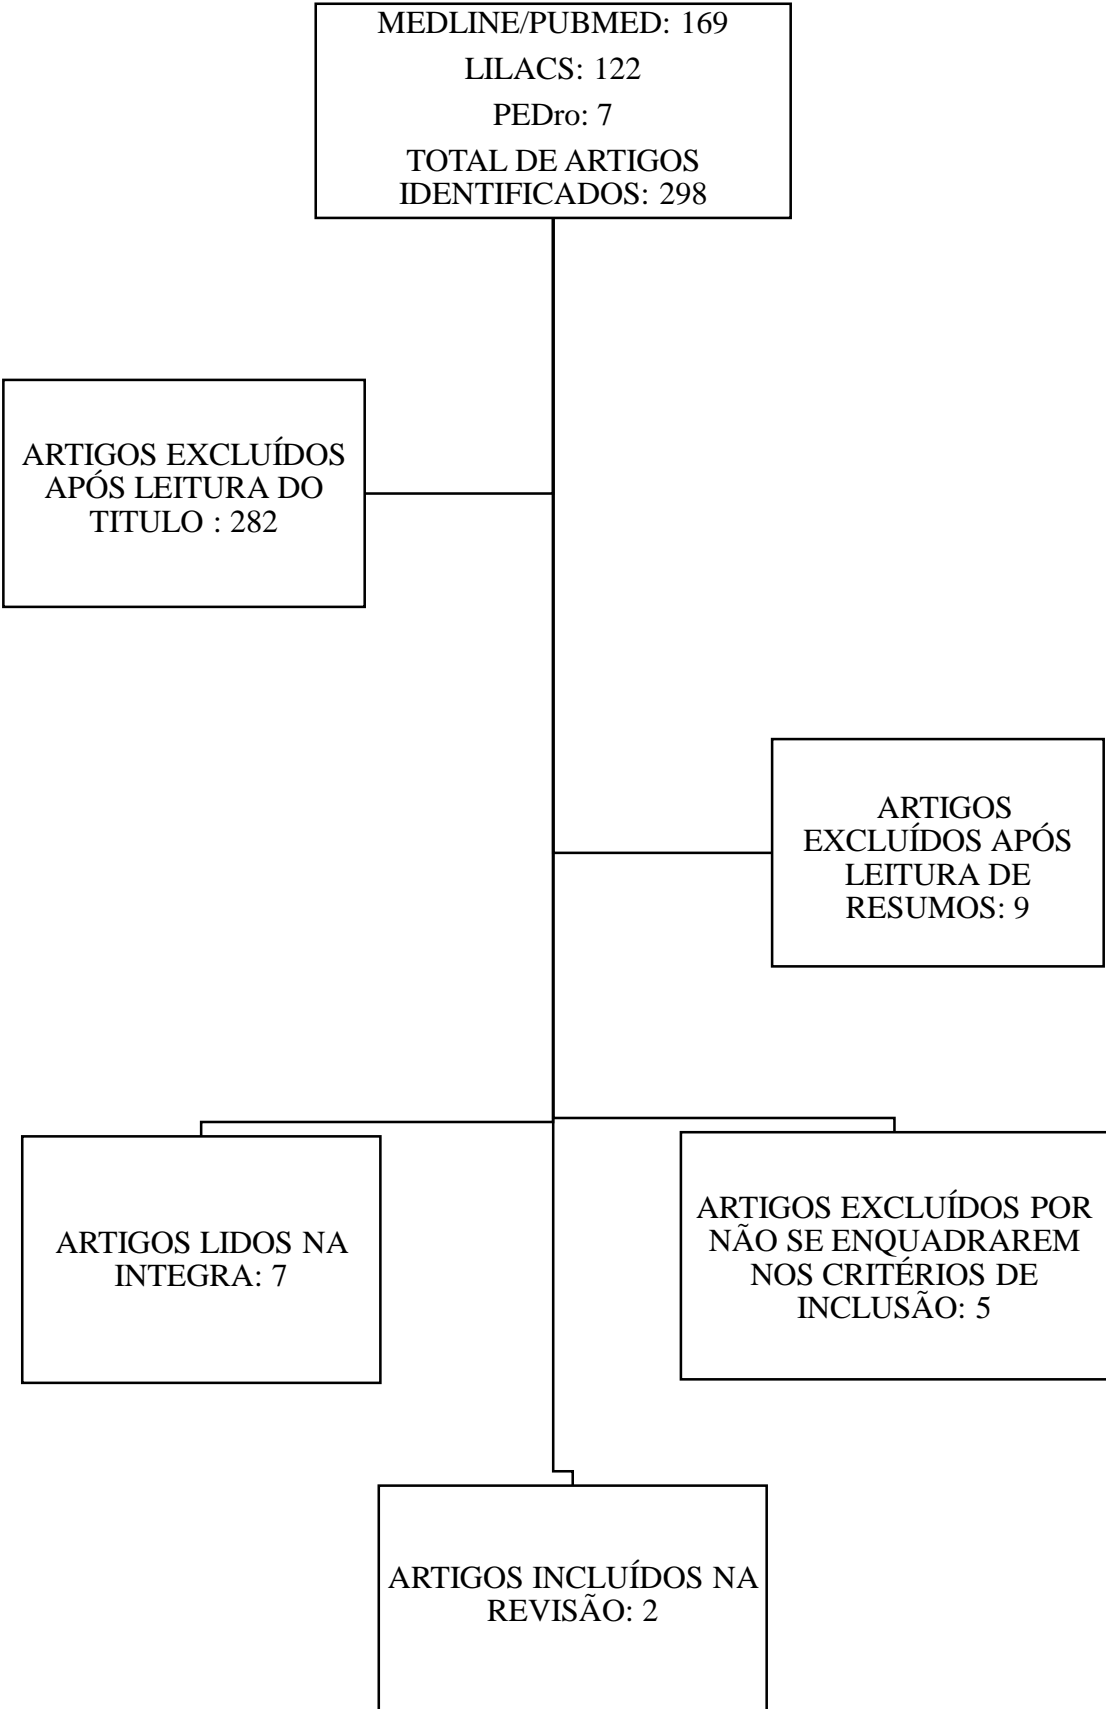 MEDLINE/PUBMED: 169
LILACS: 122
PEDro: 7
TOTAL DE ARTIGOS
IDENTIFICADOS: 298
ARTIGOS EXCLUÍDOS
APÓS LEITURA DO
TITULO : 282
ARTIGOS
EXCLUÍDOS APÓS
LEITURA DE
RESUMOS: 9
ARTIGOS LIDOS NA
INTEGRA: 7
ARTIGOS EXCLUÍDOS POR
NÃO SE ENQUADRAREM
NOS CRITÉRIOS DE
INCLUSÃO: 5
ARTIGOS INCLUÍDOS NA
REVISÃO: 2